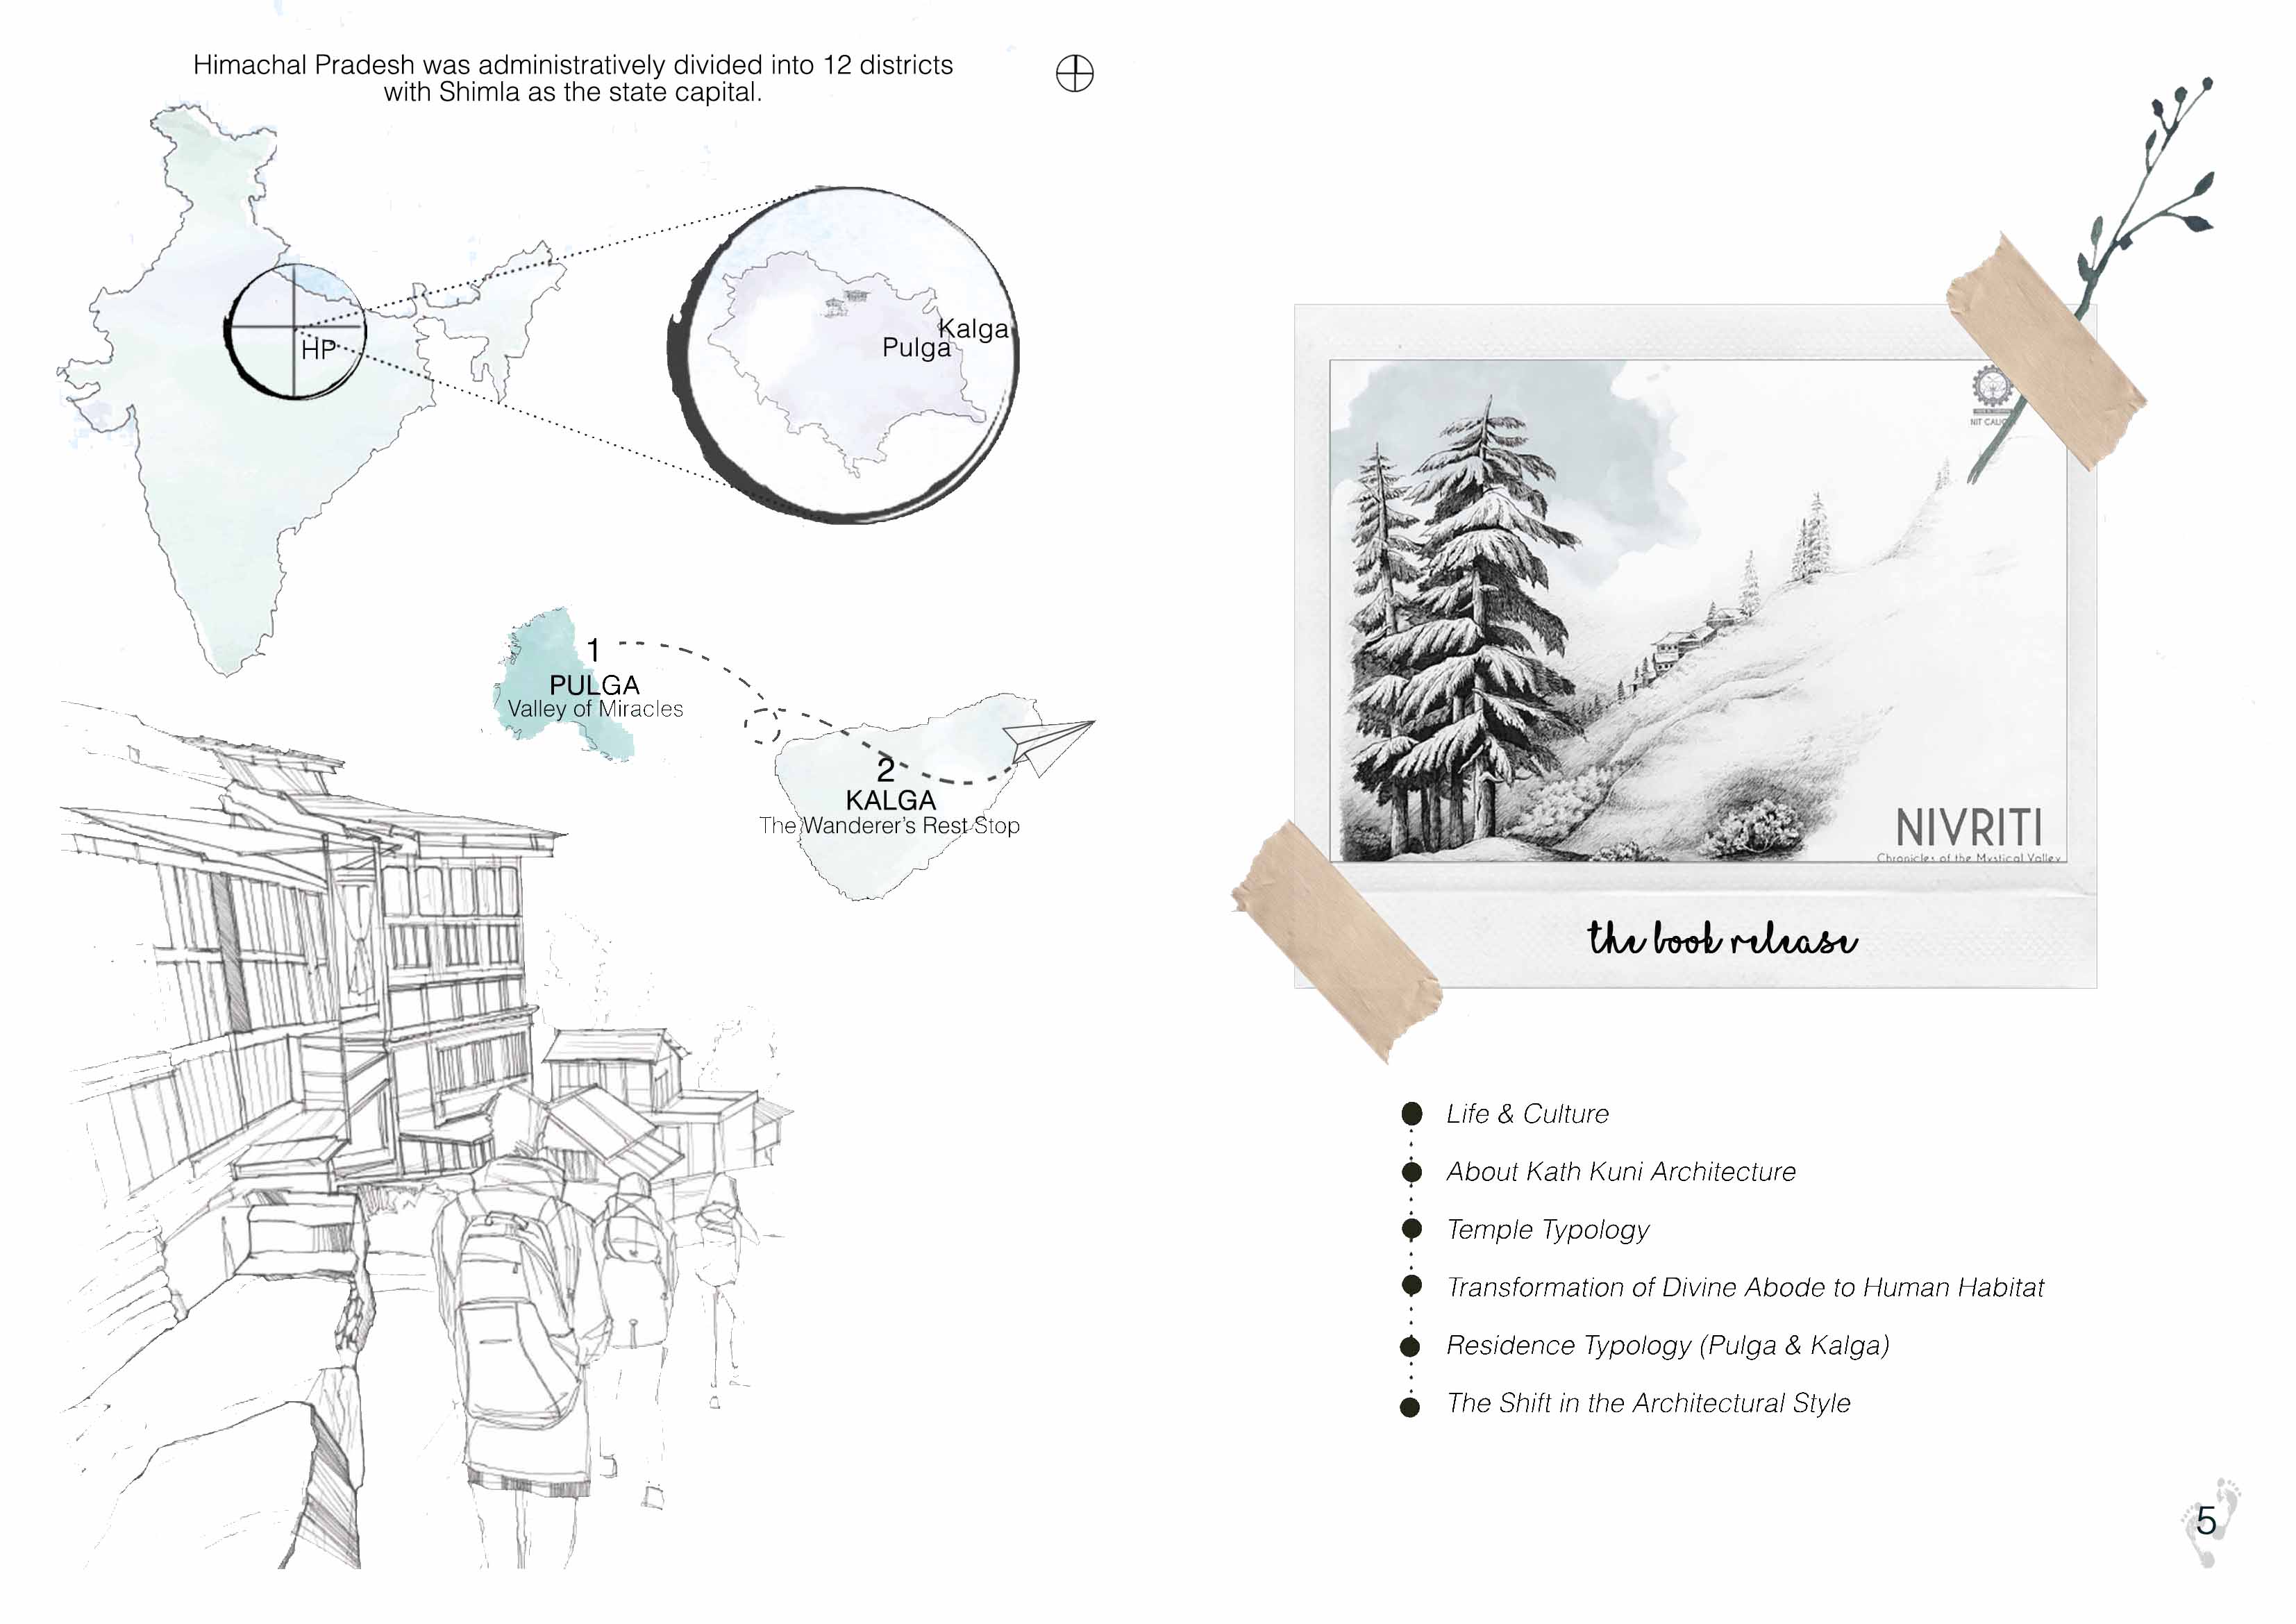 Himachal Pradesh was administratively divided into 12 districts
with Shimla as the state capital.
HP
Kalga
Pulga
1
PULGA
Valley of Miracles
2
KALGA
The Wanderer's Rest Stop
NIT
NIVRITI
Chronicles of the Mystical Valley
the book release
Life & Culture
About Kath Kuni Architecture
Temple Typology
Transformation of Divine Abode to Human Habitat
Residence Typology (Pulga & Kalga)
The Shift in the Architectural Style
5